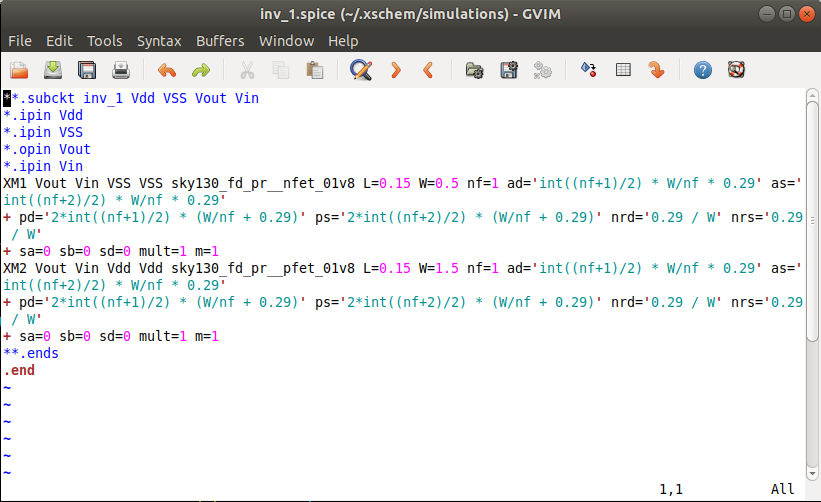 inv_1.spice (~/.xschem/simulations) - GVIM
File Edit Tools Syntax Buffers Window Help
**.subckt inv_1 Vdd VSS Vout Vin
*.ipin Vdd
*.ipin VSS
*.opin Vout
*.ipin Vin
XM1 Vout Vin VSS VSS sky130_fd_pr__nfet_01v8 L=0.15 W=0.5 nf=1 ad='int((nf+1)/2) * W/nf * 0.29' as='
int((nf+2)/2) * W/nf * 0.29'
+ pd='2*int((nf+1)/2) * (W/nf + 0.29)' ps='2*int((nf+2)/2) * (W/nf + 0.29)' nrd='0.29 / W' nrs='0.29
 / W'
+ sa=0 sb=0 sd=0 mult=1 m=1
XM2 Vout Vin Vdd Vdd sky130_fd_pr__pfet_01v8 L=0.15 W=1.5 nf=1 ad='int((nf+1)/2) * W/nf * 0.29' as='
int((nf+2)/2) * W/nf * 0.29'
+ pd='2*int((nf+1)/2) * (W/nf + 0.29)' ps='2*int((nf+2)/2) * (W/nf + 0.29)' nrd='0.29 / W' nrs='0.29
 / W'
+ sa=0 sb=0 sd=0 mult=1 m=1
**.ends
.end
~
~
~
~
~
~
1,1 All